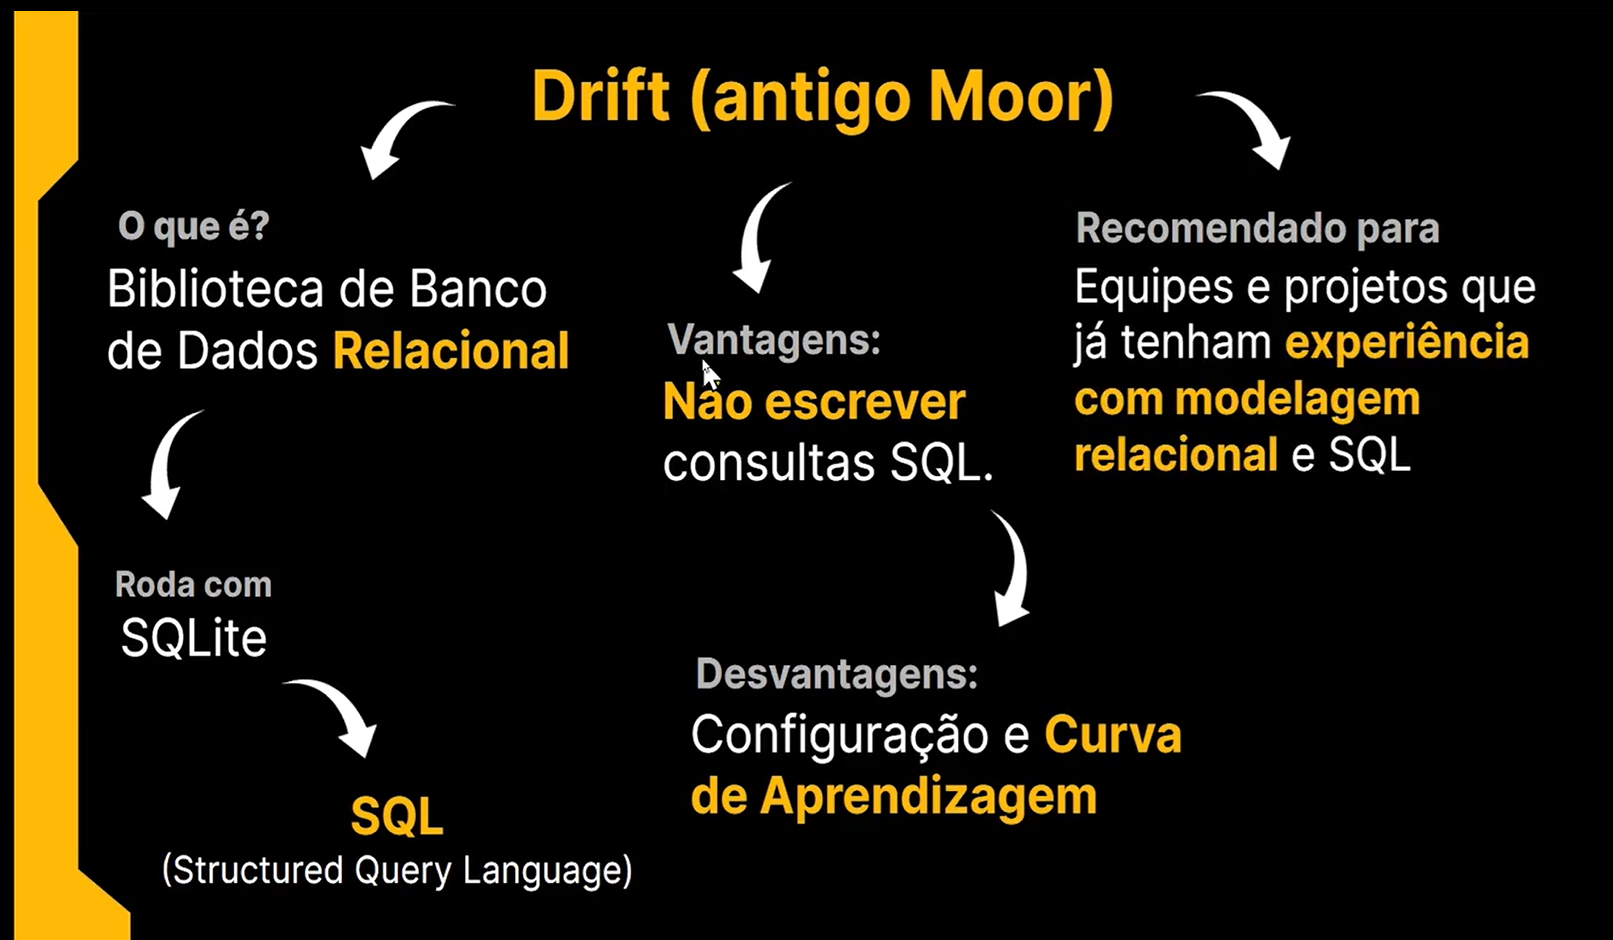 Drift (antigo Moor)
O que é?
Biblioteca de Banco
de Dados Relacional
Roda com
SQLite
SQL
(Structured Query Language)
Vantagens:
Não escrever
consultas SQL.
Desvantagens:
Configuração e Curva
de Aprendizagem
Recomendado para
Equipes e projetos que
já tenham experiência
com modelagem
relacional e SQL